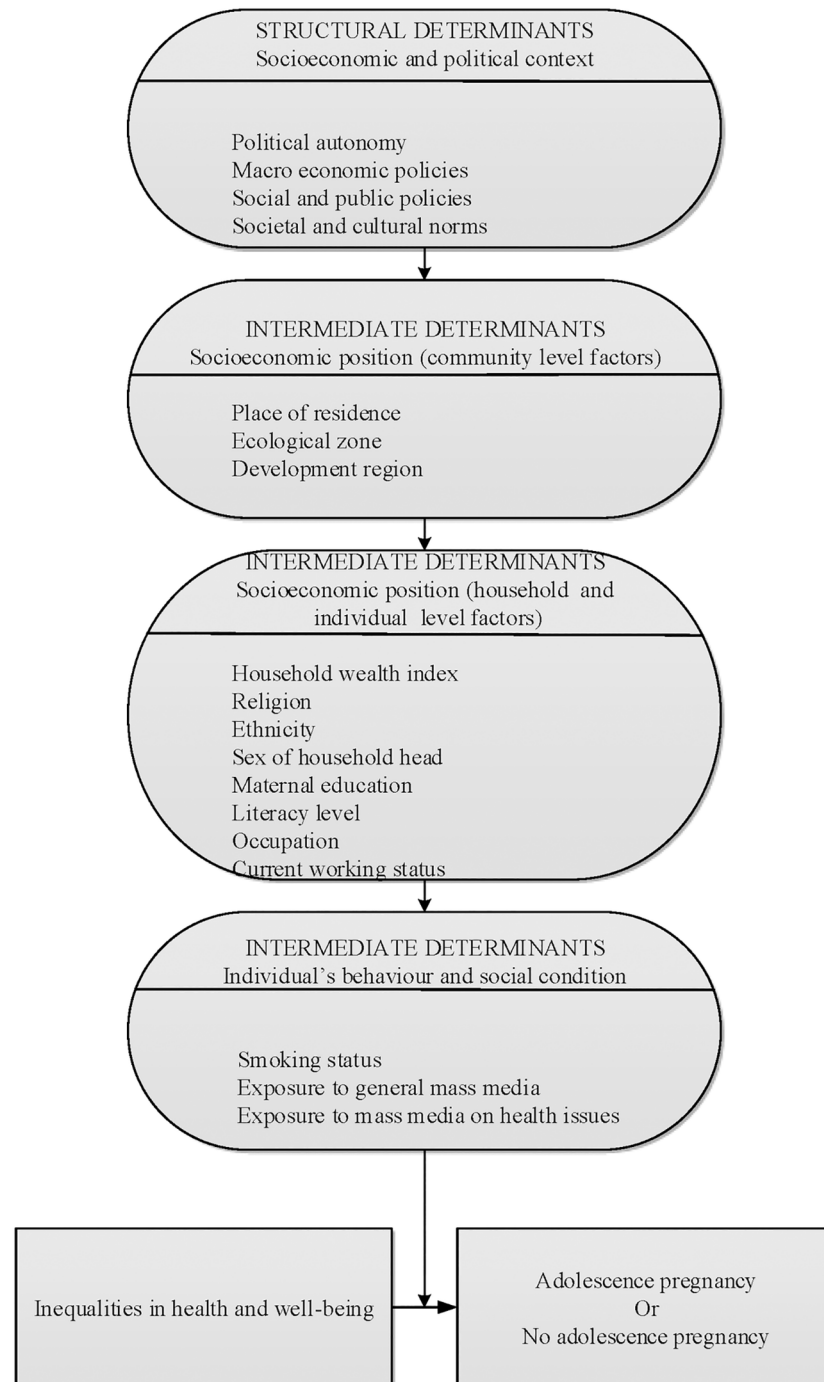 STRUCTURAL DETERMINANTS
Socioeconomic and political context
Political autonomy
Macro economic policies
Social and public policies
Societal and cultural norms
INTERMEDIATE DETERMINANTS
Socioeconomic position (community level factors)
Place of residence
Ecological zone
Development region
INTERMEDIATE DETERMINANTS
Socioeconomic position (household and
individual level factors)
Household wealth index
Religion
Ethnicity
Sex of household head
Maternal education
Literacy level
Occupation
Current working status
INTERMEDIATE DETERMINANTS
Individual's behaviour and social condition
Smoking status
Exposure to general mass media
Exposure to mass media on health issues
Inequalities in health and well-being
Adolescence pregnancy
Or
No adolescence pregnancy